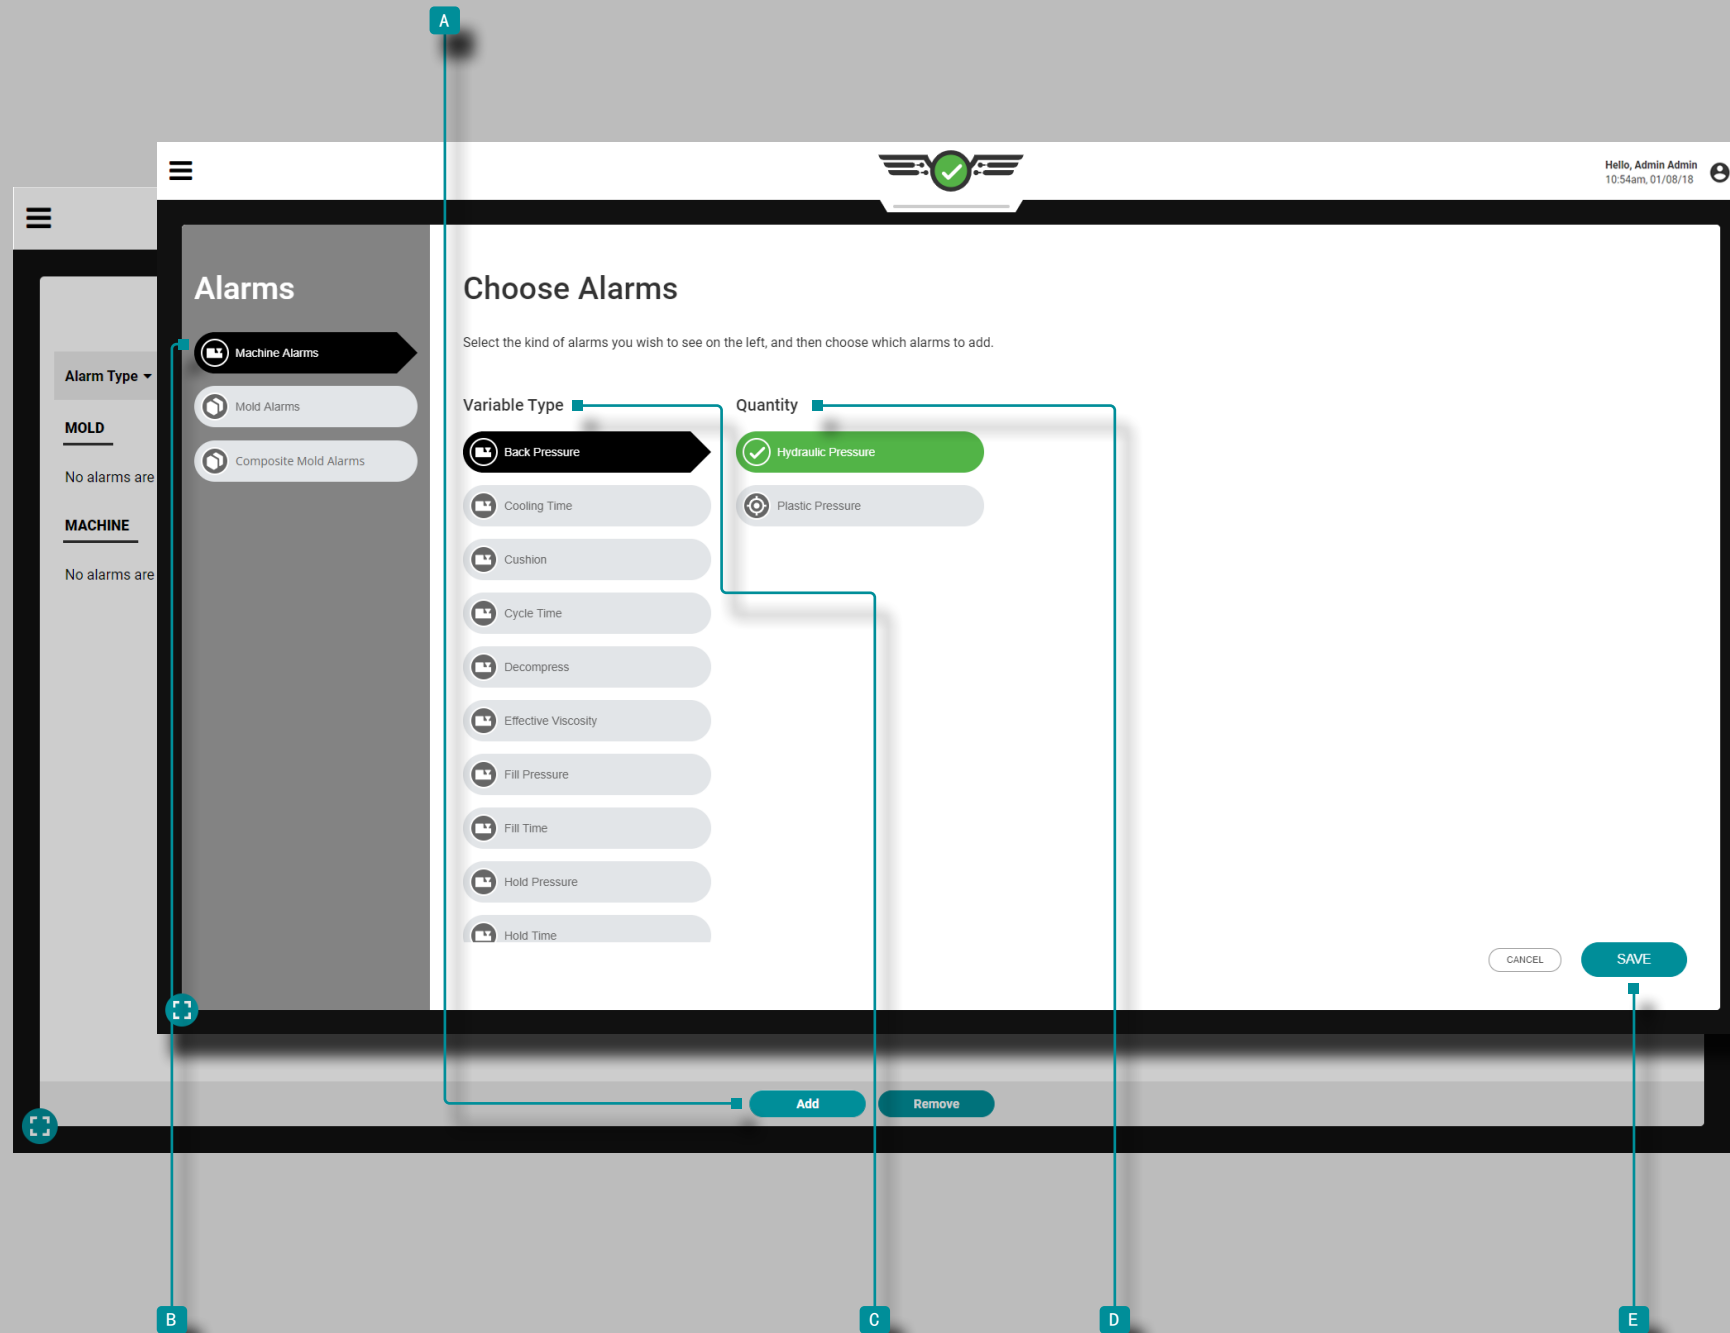 A
Hello, Admin Admin
10:54am, 01/08/18
Alarms
Machine Alarms
Mold Alarms
Composite Mold Alarms
Choose Alarms
Select the kind of alarms you wish to see on the left, and then choose which alarms to add.
Variable Type
Back Pressure
Cooling Time
Cushion
Cycle Time
Decompress
Effective Viscosity
Fill Pressure
Fill Time
Hold Pressure
Hold Time
Quantity
Hydraulic Pressure
Plastic Pressure
CANCEL
SAVE
Alarm Type
MOLD
No alarms are
MACHINE
No alarms are
Add
Remove
B
C
D
E